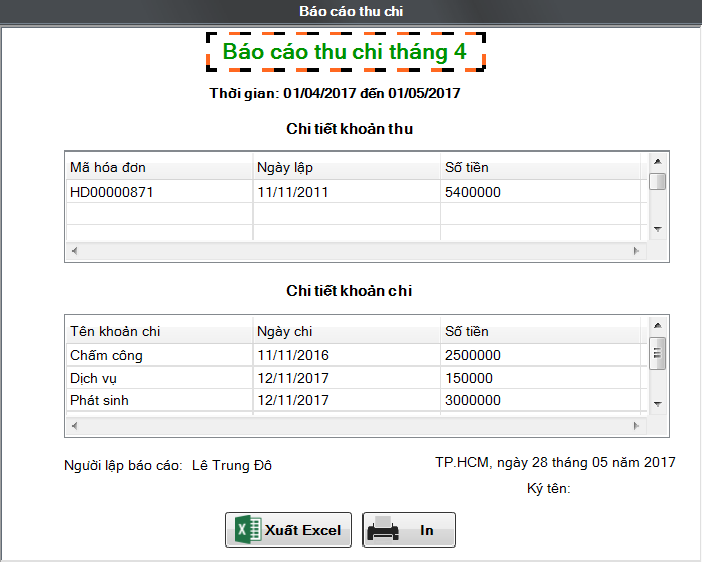 Báo cáo thu chi
Báo cáo thu chi tháng 4
Thời gian: 01/04/2017 đến 01/05/2017
Chi tiết khoản thu
Mã hóa đơn Ngày lập Số tiền
HD00000871 11/11/2011 5400000
Chi tiết khoản chi
Tên khoản chi Ngày chi Số tiền
Chấm công 11/11/2016 2500000
Dịch vụ 12/11/2017 150000
Phát sinh 12/11/2017 3000000
Người lập báo cáo: Lê Trung Đô TP.HCM, ngày 28 tháng 05 năm 2017
Ký tên:
Xuất Excel In